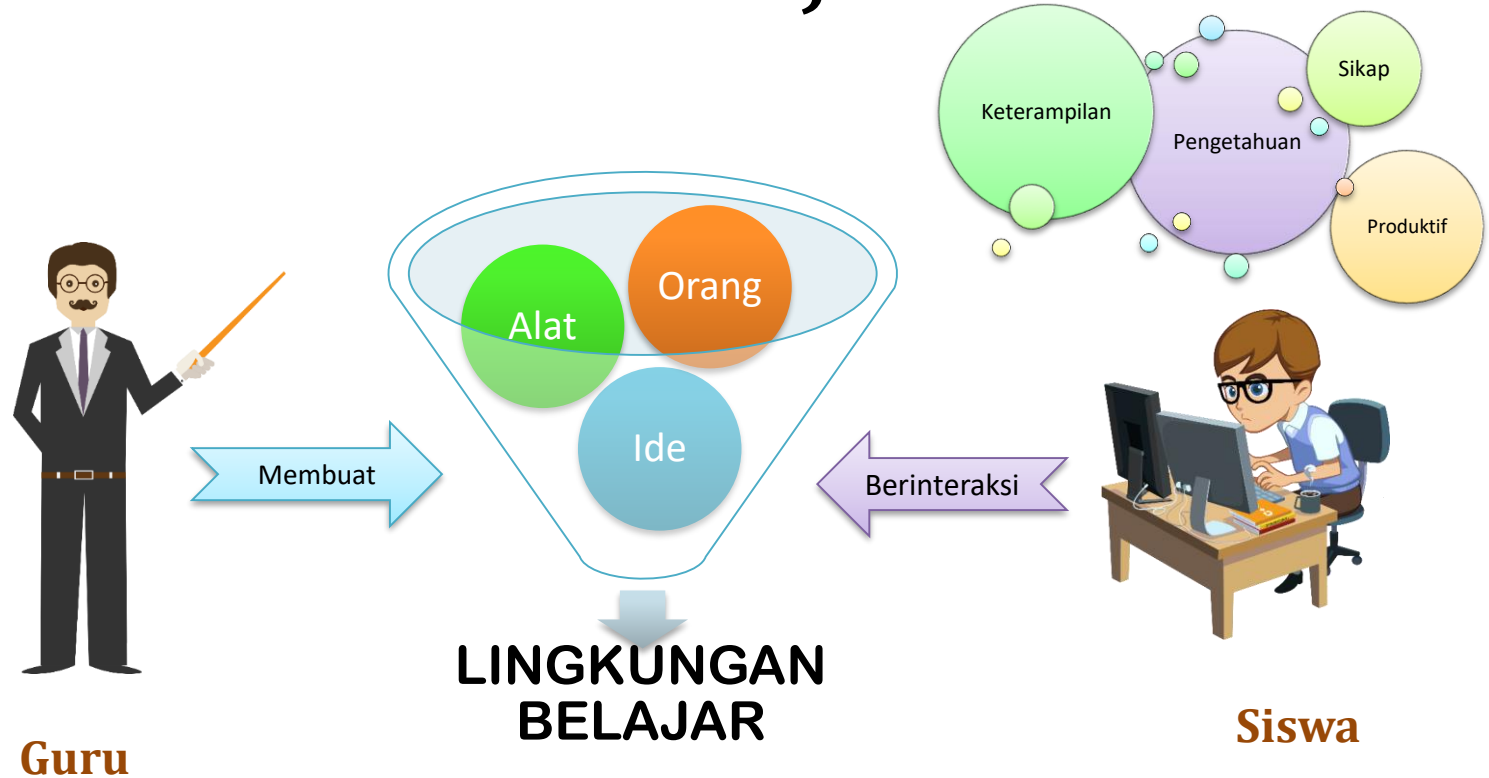 Keterampilan
Pengetahuan
Sikap
Produktif
Alat
Orang
Ide
Membuat
Berinteraksi
LINGKUNGAN
BELAJAR
Guru
Siswa